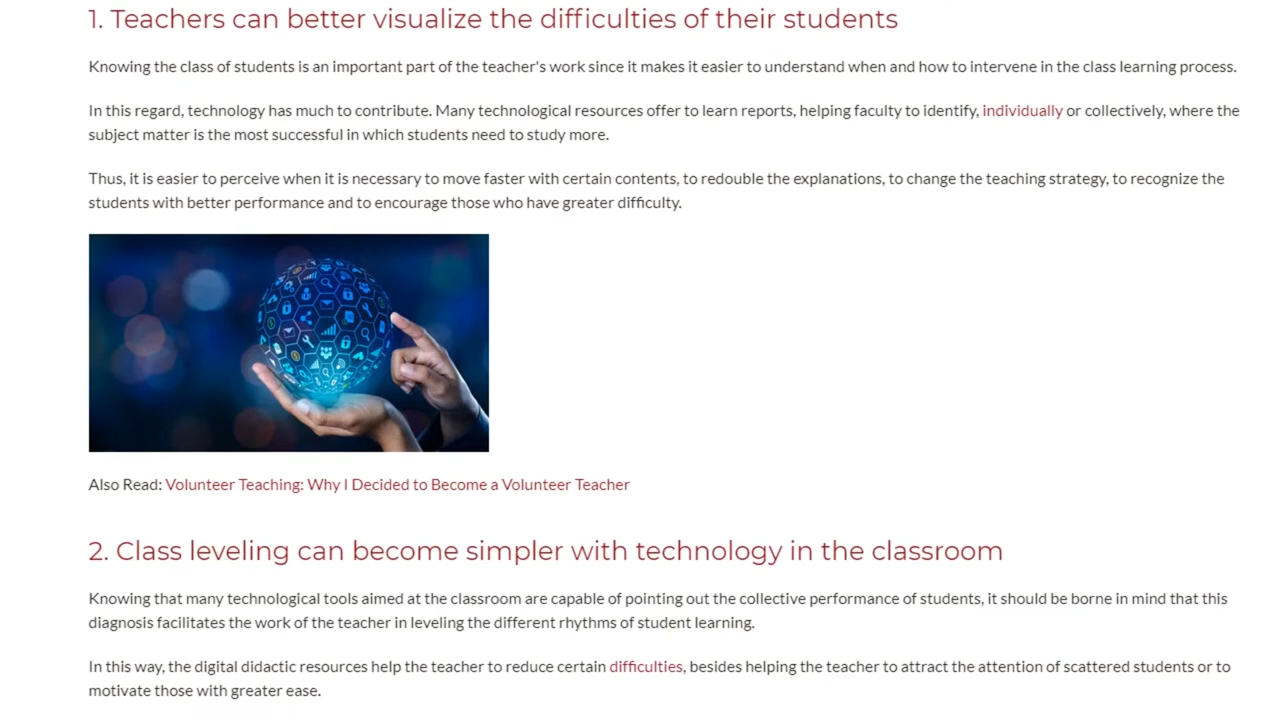 1. Teachers can better visualize the difficulties of their students
Knowing the class of students is an important part of the teacher's work since it makes it easier to understand when and how to intervene in the class learning process.
In this regard, technology has much to contribute. Many technological resources offer to learn reports, helping faculty to identify, individually or collectively, where the
subject matter is the most successful in which students need to study more.
Thus, it is easier to perceive when it is necessary to move faster with certain contents, to redouble the explanations, to change the teaching strategy, to recognize the
students with better performance and to encourage those who have greater difficulty.
Also Read: Volunteer Teaching: Why I Decided to Become a Volunteer Teacher
2. Class leveling can become simpler with technology in the classroom
Knowing that many technological tools aimed at the classroom are capable of pointing out the collective performance of students, it should be borne in mind that this
diagnosis facilitates the work of the teacher in leveling the different rhythms of student learning.
In this way, the digital didactic resources help the teacher to reduce certain difficulties, besides helping the teacher to attract the attention of scattered students or to
motivate those with greater ease.